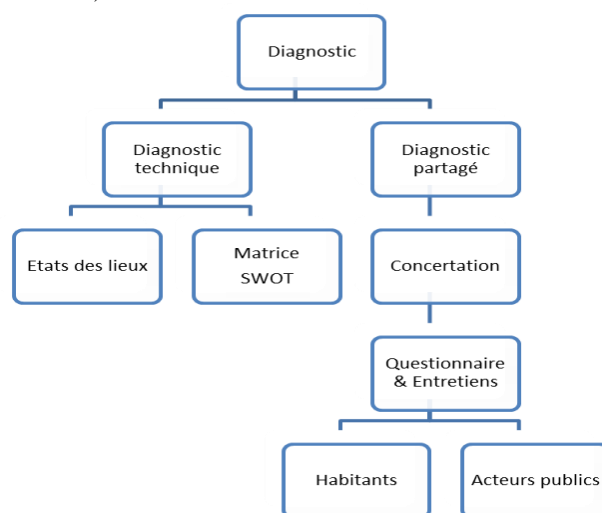 Diagnostic
Diagnostic
technique
Diagnostic
partagé
Etats des lieux
Matrice
SWOT
Concertation
Questionnaire
& Entretiens
Habitants
Acteurs publics